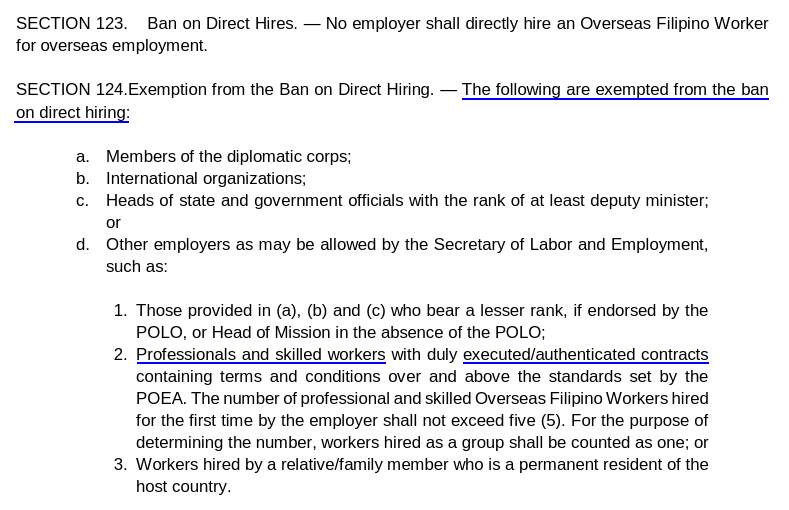 SECTION 123. Ban on Direct Hires. — No employer shall directly hire an Overseas Filipino Worker
for overseas employment.
SECTION 124.Exemption from the Ban on Direct Hiring. — The following are exempted from the ban
on direct hiring:
a. Members of the diplomatic corps;
b. International organizations;
c. Heads of state and government officials with the rank of at least deputy minister;
or
d. Other employers as may be allowed by the Secretary of Labor and Employment,
such as:
1. Those provided in (a), (b) and (c) who bear a lesser rank, if endorsed by the
POLO, or Head of Mission in the absence of the POLO;
2. Professionals and skilled workers with duly executed/authenticated contracts
containing terms and conditions over and above the standards set by the
POEA. The number of professional and skilled Overseas Filipino Workers hired
for the first time by the employer shall not exceed five (5). For the purpose of
determining the number, workers hired as a group shall be counted as one; or
3. Workers hired by a relative/family member who is a permanent resident of the
host country.